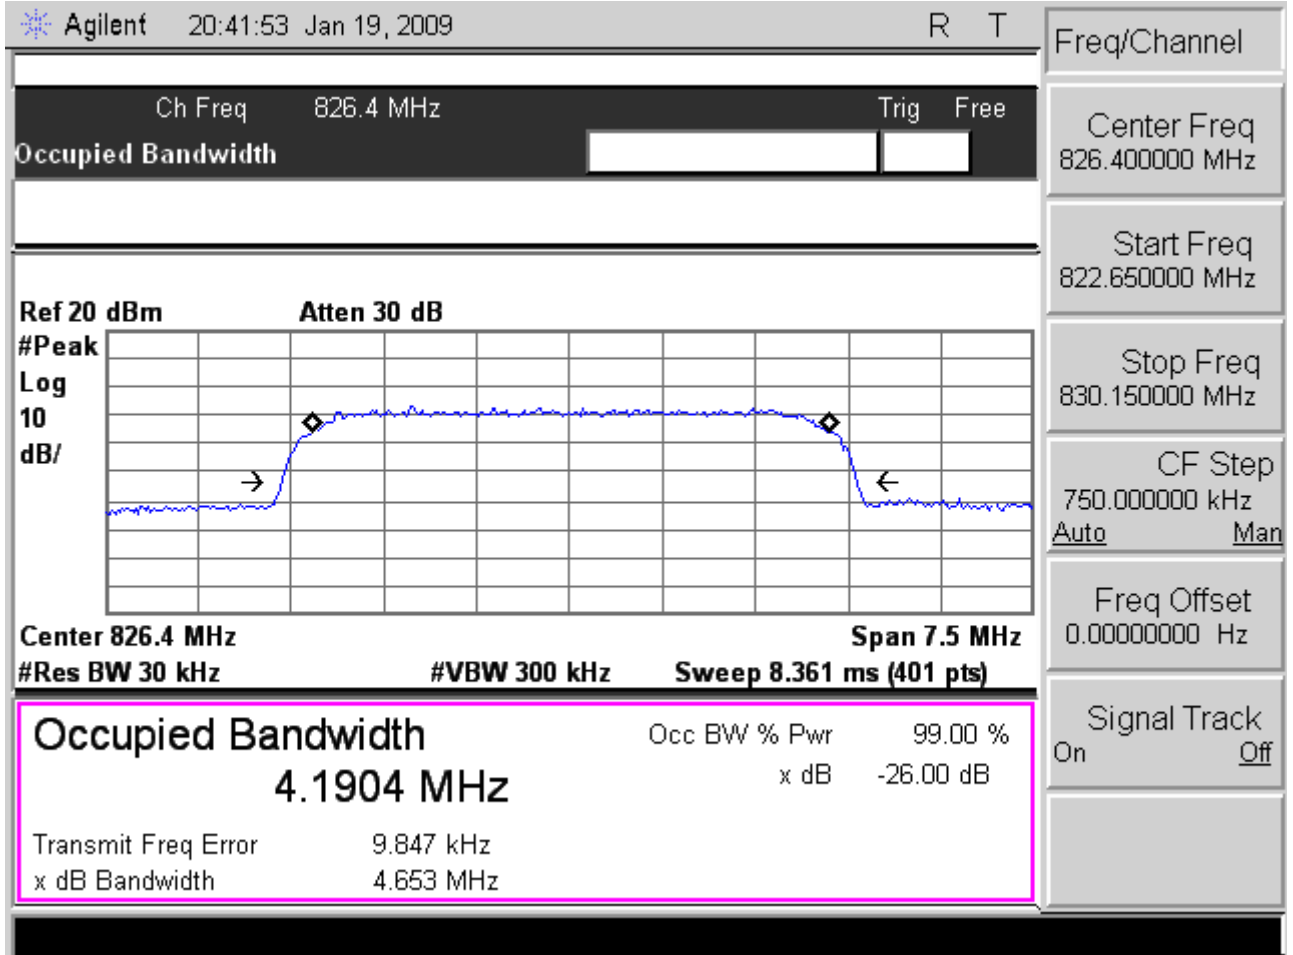 Agilent 20:41:53 Jan 19, 2009 R T
Freq/Channel
Ch Freq 826.4 MHz Trig Free
Occupied Bandwidth
Center Freq
826.400000 MHz
Start Freq
822.650000 MHz
Stop Freq
830.150000 MHz
CF Step
750.000000 kHz
Auto Man
Freq Offset
0.00000000 Hz
Signal Track
On Off
Ref 20 dBm Atten 30 dB
#Peak
Log
10
dB/
Center 826.4 MHz Span 7.5 MHz
#Res BW 30 kHz #VBW 300 kHz Sweep 8.361 ms (401 pts)
Occupied Bandwidth Occ BW % Pwr 99.00 %
4.1904 MHz x dB -26.00 dB
Transmit Freq Error 9.847 kHz
x dB Bandwidth 4.653 MHz